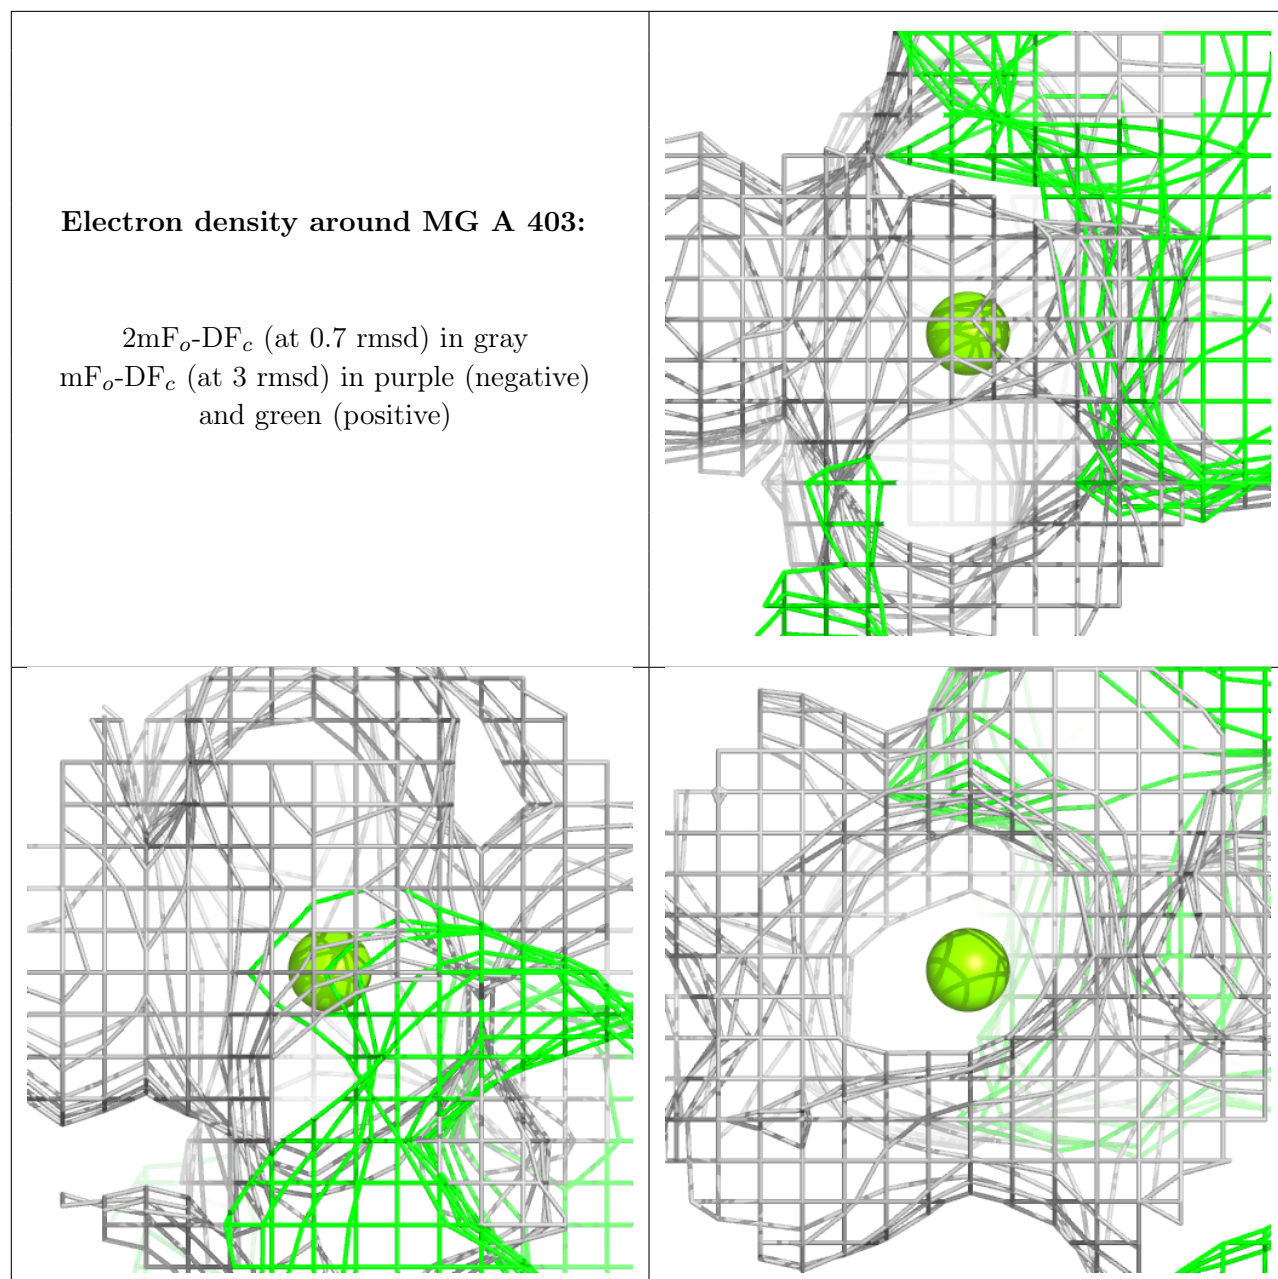 Electron density around MG A 403:
2mFo-DFc (at 0.7 rmsd) in gray
mFo-DFc (at 3 rmsd) in purple (negative)
and green (positive)